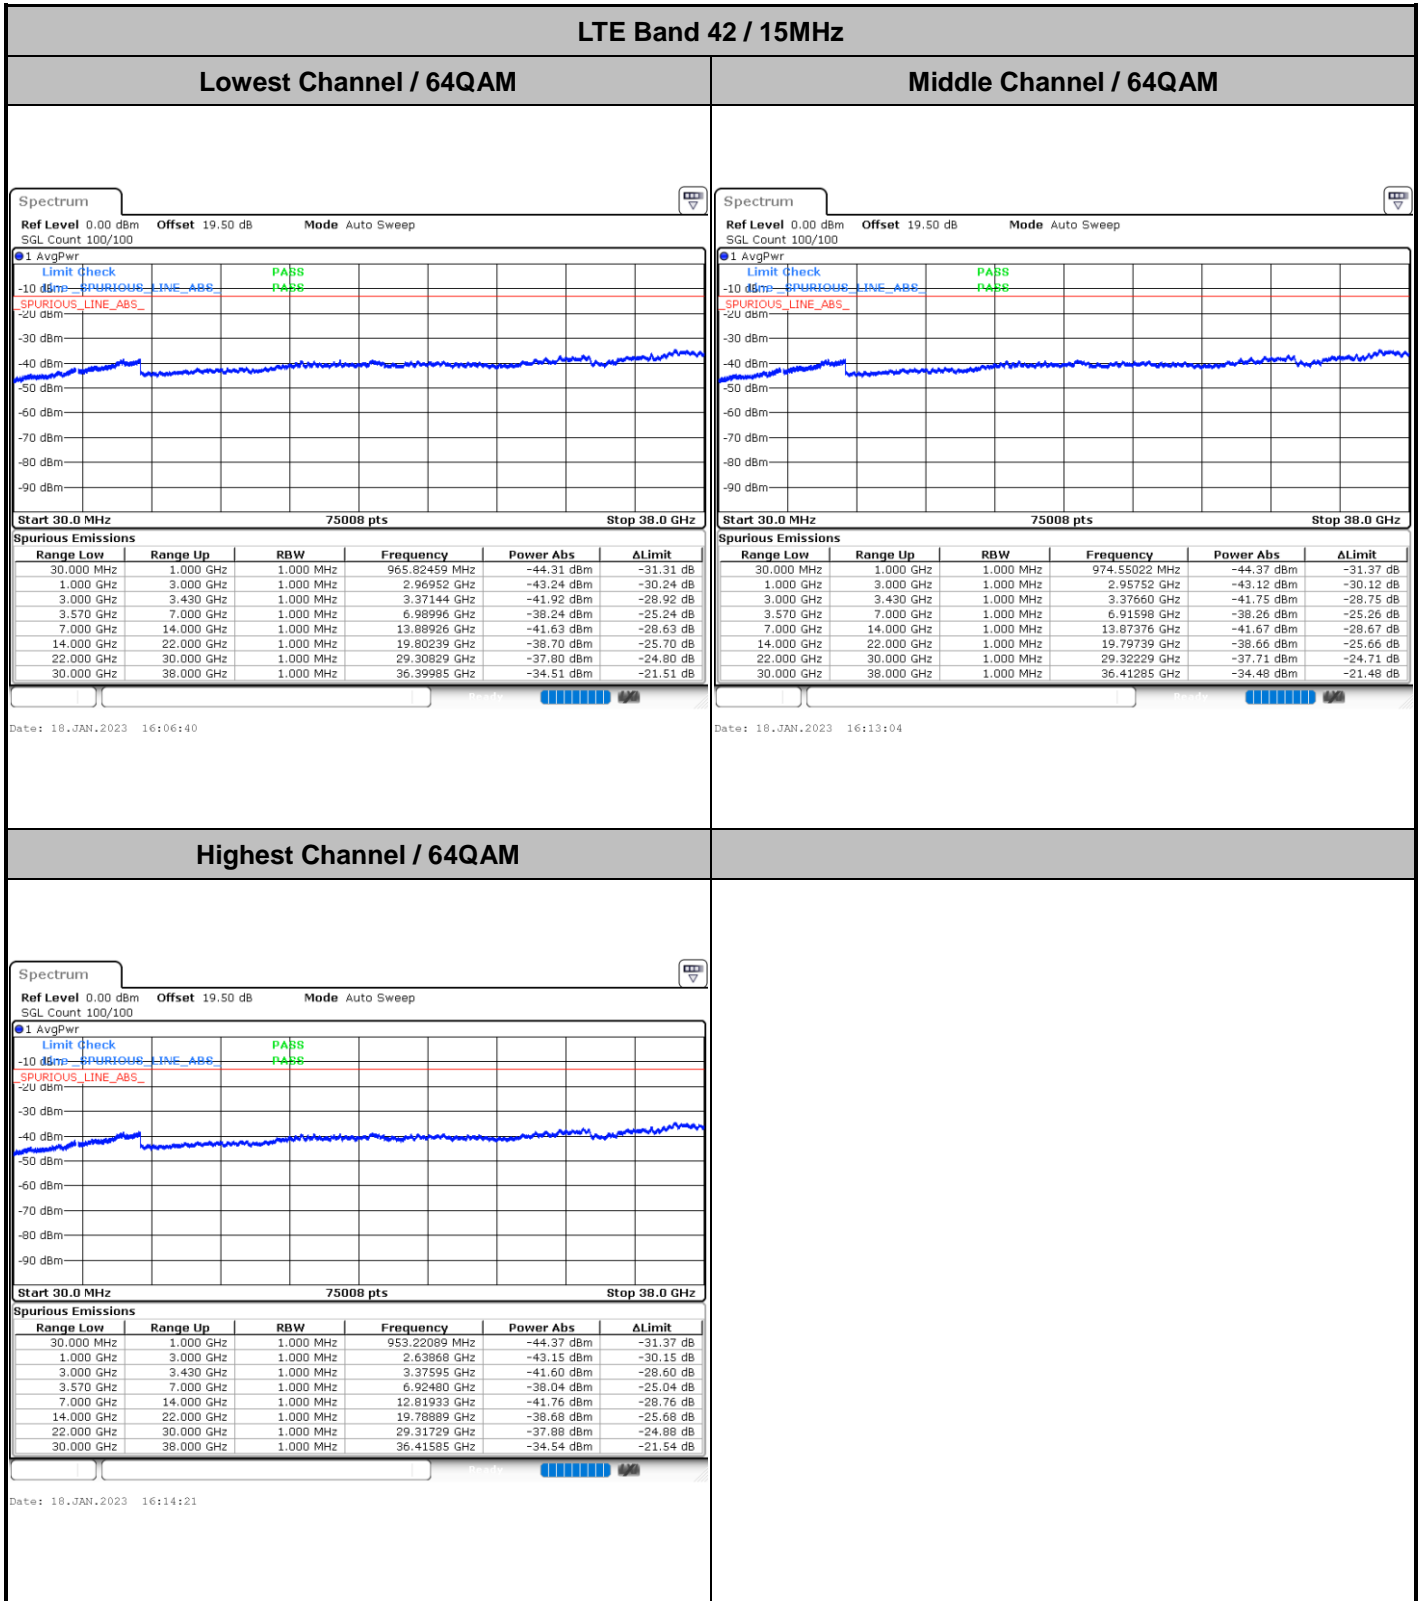 LTE Band 42 / 15MHz
Lowest Channel / 64QAM
Middle Channel / 64QAM
Spectrum
Ref Level 0.00 dBm Offset 19.50 dB Mode Auto Sweep
SGL Count 100/100
1 AvgPwr
Limit Check PASS
-10 dBm Line _SPURIOUS_LINE_ABS_ PASS
_SPURIOUS_LINE_ABS_
-20 dBm
-30 dBm
-40 dBm
-50 dBm
-60 dBm
-70 dBm
-80 dBm
-90 dBm
Start 30.0 MHz 75008 pts Stop 38.0 GHz
Spurious Emissions
Range Low Range Up RBW Frequency Power Abs ΔLimit
30.000 MHz 1.000 GHz 1.000 MHz 965.82459 MHz -44.31 dBm -31.31 dB
1.000 GHz 3.000 GHz 1.000 MHz 2.96952 GHz -43.24 dBm -30.24 dB
3.000 GHz 3.430 GHz 1.000 MHz 3.37144 GHz -41.92 dBm -28.92 dB
3.570 GHz 7.000 GHz 1.000 MHz 6.98996 GHz -38.24 dBm -25.24 dB
7.000 GHz 14.000 GHz 1.000 MHz 13.88926 GHz -41.63 dBm -28.63 dB
14.000 GHz 22.000 GHz 1.000 MHz 19.80239 GHz -38.70 dBm -25.70 dB
22.000 GHz 30.000 GHz 1.000 MHz 29.30829 GHz -37.80 dBm -24.80 dB
30.000 GHz 38.000 GHz 1.000 MHz 36.39985 GHz -34.51 dBm -21.51 dB
Ready
Date: 18.JAN.2023 16:06:40
Spectrum
Ref Level 0.00 dBm Offset 19.50 dB Mode Auto Sweep
SGL Count 100/100
1 AvgPwr
Limit Check PASS
-10 dBm Line _SPURIOUS_LINE_ABS_ PASS
_SPURIOUS_LINE_ABS_
-20 dBm
-30 dBm
-40 dBm
-50 dBm
-60 dBm
-70 dBm
-80 dBm
-90 dBm
Start 30.0 MHz 75008 pts Stop 38.0 GHz
Spurious Emissions
Range Low Range Up RBW Frequency Power Abs ΔLimit
30.000 MHz 1.000 GHz 1.000 MHz 974.55022 MHz -44.37 dBm -31.37 dB
1.000 GHz 3.000 GHz 1.000 MHz 2.95752 GHz -43.12 dBm -30.12 dB
3.000 GHz 3.430 GHz 1.000 MHz 3.37660 GHz -41.75 dBm -28.75 dB
3.570 GHz 7.000 GHz 1.000 MHz 6.91598 GHz -38.26 dBm -25.26 dB
7.000 GHz 14.000 GHz 1.000 MHz 13.87376 GHz -41.67 dBm -28.67 dB
14.000 GHz 22.000 GHz 1.000 MHz 19.79739 GHz -38.66 dBm -25.66 dB
22.000 GHz 30.000 GHz 1.000 MHz 29.32229 GHz -37.71 dBm -24.71 dB
30.000 GHz 38.000 GHz 1.000 MHz 36.41285 GHz -34.48 dBm -21.48 dB
Ready
Date: 18.JAN.2023 16:13:04
Highest Channel / 64QAM
Spectrum
Ref Level 0.00 dBm Offset 19.50 dB Mode Auto Sweep
SGL Count 100/100
1 AvgPwr
Limit Check PASS
-10 dBm Line _SPURIOUS_LINE_ABS_ PASS
_SPURIOUS_LINE_ABS_
-20 dBm
-30 dBm
-40 dBm
-50 dBm
-60 dBm
-70 dBm
-80 dBm
-90 dBm
Start 30.0 MHz 75008 pts Stop 38.0 GHz
Spurious Emissions
Range Low Range Up RBW Frequency Power Abs ΔLimit
30.000 MHz 1.000 GHz 1.000 MHz 953.22089 MHz -44.37 dBm -31.37 dB
1.000 GHz 3.000 GHz 1.000 MHz 2.63868 GHz -43.15 dBm -30.15 dB
3.000 GHz 3.430 GHz 1.000 MHz 3.37595 GHz -41.60 dBm -28.60 dB
3.570 GHz 7.000 GHz 1.000 MHz 6.92480 GHz -38.04 dBm -25.04 dB
7.000 GHz 14.000 GHz 1.000 MHz 12.81933 GHz -41.76 dBm -28.76 dB
14.000 GHz 22.000 GHz 1.000 MHz 19.78889 GHz -38.68 dBm -25.68 dB
22.000 GHz 30.000 GHz 1.000 MHz 29.31729 GHz -37.88 dBm -24.88 dB
30.000 GHz 38.000 GHz 1.000 MHz 36.41585 GHz -34.54 dBm -21.54 dB
Ready
Date: 18.JAN.2023 16:14:21